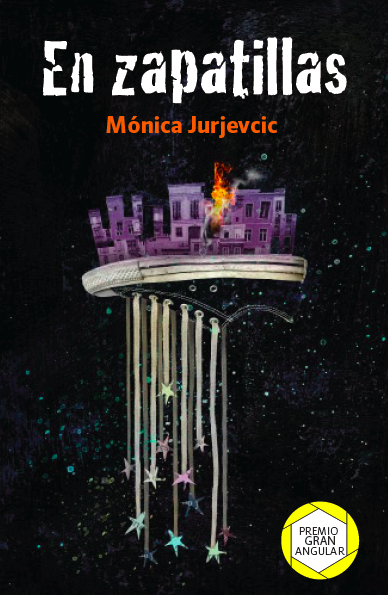 En zapatillas
Mónica Jurjevcic
PREMIO
GRAN
ANGULAR